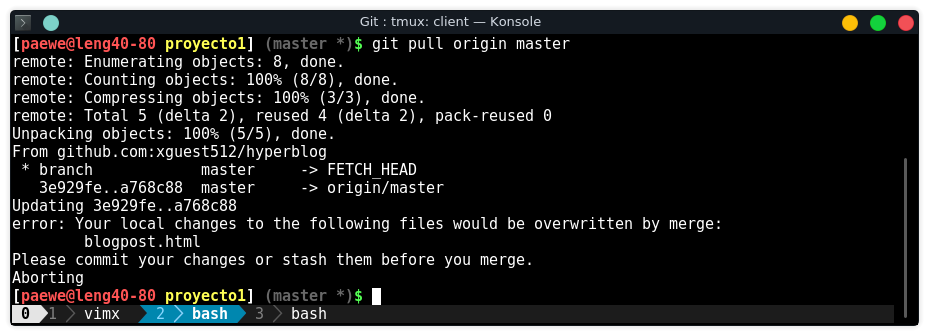 Git : tmux: client — Konsole
[paewe@leng40-80 proyecto1] (master *)$ git pull origin master
remote: Enumerating objects: 8, done.
remote: Counting objects: 100% (8/8), done.
remote: Compressing objects: 100% (3/3), done.
remote: Total 5 (delta 2), reused 4 (delta 2), pack-reused 0
Unpacking objects: 100% (5/5), done.
From github.com:xguest512/hyperblog
 * branch            master     -> FETCH_HEAD
   3e929fe..a768c88  master     -> origin/master
Updating 3e929fe..a768c88
error: Your local changes to the following files would be overwritten by merge:
        blogpost.html
Please commit your changes or stash them before you merge.
Aborting
[paewe@leng40-80 proyecto1] (master *)$
0 1 vimx 2 bash 3 bash